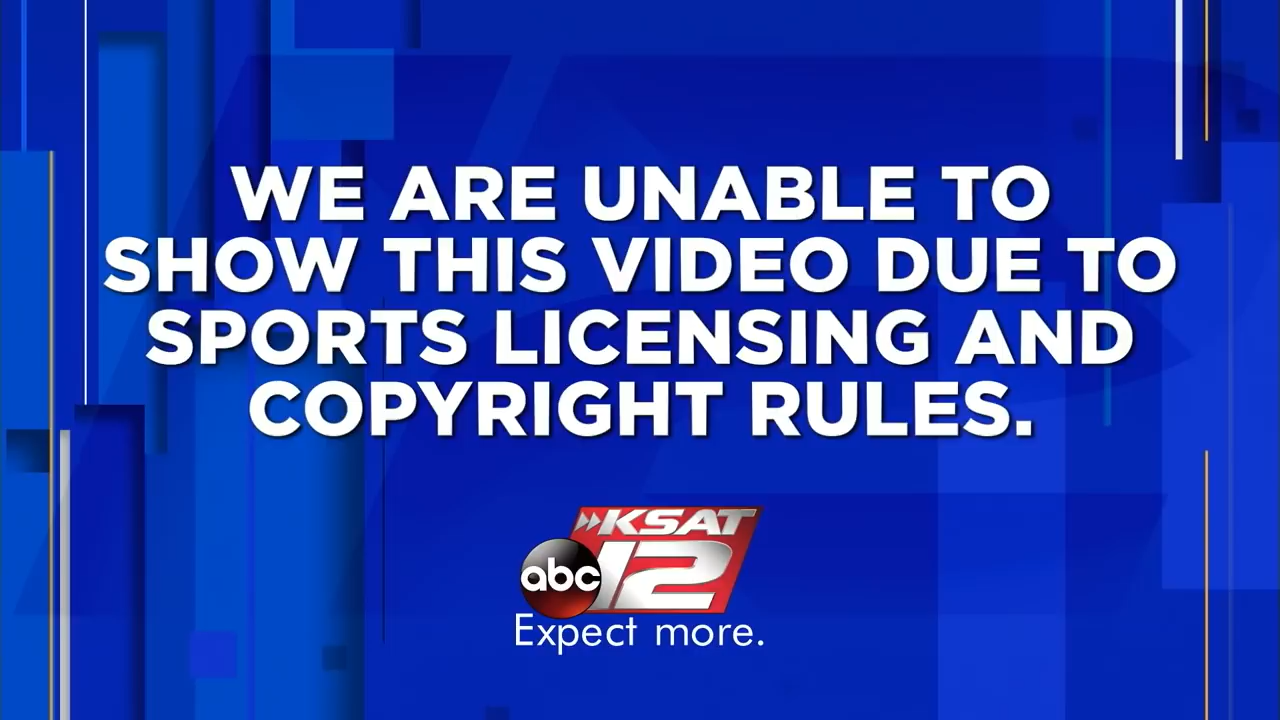 WE ARE UNABLE TO
SHOW THIS VIDEO DUE TO
SPORTS LICENSING AND
COPYRIGHT RULES.
KSAT
abc 12
Expect more.